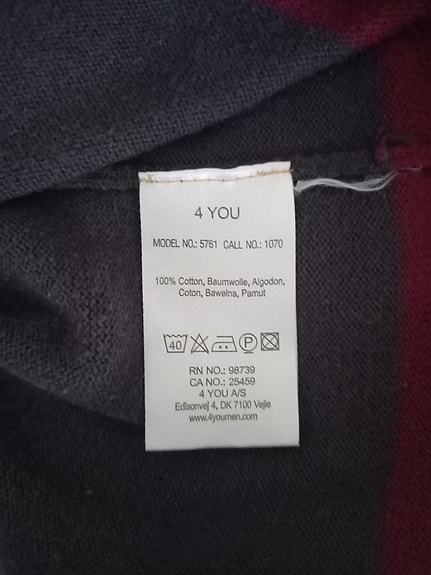 4 YOU
MODEL NO.: 5761 CALL NO.: 1070
100% Cotton, Baumwolle, Algodon,
Coton, Bawelna, Pamut
40 P
RN NO.: 98739
CA NO.: 25459
4 YOU A/S
Edisonvej 4, DK 7100 Vejle
www.4youmen.com